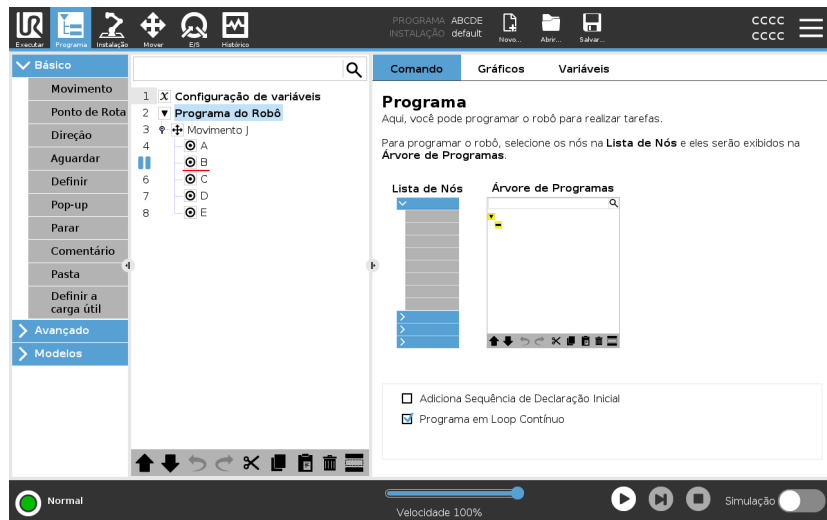 UR
PROGRAMA ABCDE
INSTALAÇÃO default
cccc
cccc
Executar Programa Instalação Mover E/S Histórico Novo... Abrir... Salvar...
Básico
Movimento
Ponto de Rota
Direção
Aguardar
Definir
Pop-up
Parar
Comentário
Pasta
Definir a
carga útil
Avançado
Modelos
1 X Configuração de variáveis
2 Programa do Robô
3 Movimento J
4 A
B
6 C
7 D
8 E
Comando Gráficos Variáveis
Programa
Aqui, você pode programar o robô para realizar tarefas.
Para programar o robô, selecione os nós na Lista de Nós e eles serão exibidos na
Árvore de Programas.
Lista de Nós Árvore de Programas
Adiciona Sequência de Declaração Inicial
Programa em Loop Contínuo
Normal
Velocidade 100%
Simulação